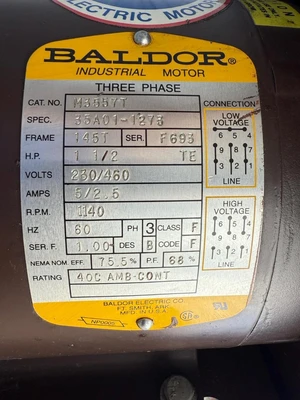 ELECTRIC MOTOR
BALDOR®
INDUSTRIAL MOTOR
THREE PHASE
CAT. NO. M3557T
SPEC. 35A01-1273
FRAME 145T SER. F693
H.P. 1 1/2 TE
VOLTS 230/460
AMPS 5/2.5
R.P.M. 1140
HZ 60 PH 3 CLASS F
SER. F. 1.00 DES B CODE F
NEMA NOM. EFF. 75.5% P.F. 68%
RATING 40C AMB-CONT
CONNECTION
LOW VOLTAGE
6 5 4
9 8 7
3 2 1
LINE
HIGH VOLTAGE
6 5 4
9 8 7
3 2 1
LINE
BALDOR ELECTRIC CO.
FT. SMITH, ARK.
MFD. IN U.S.A.